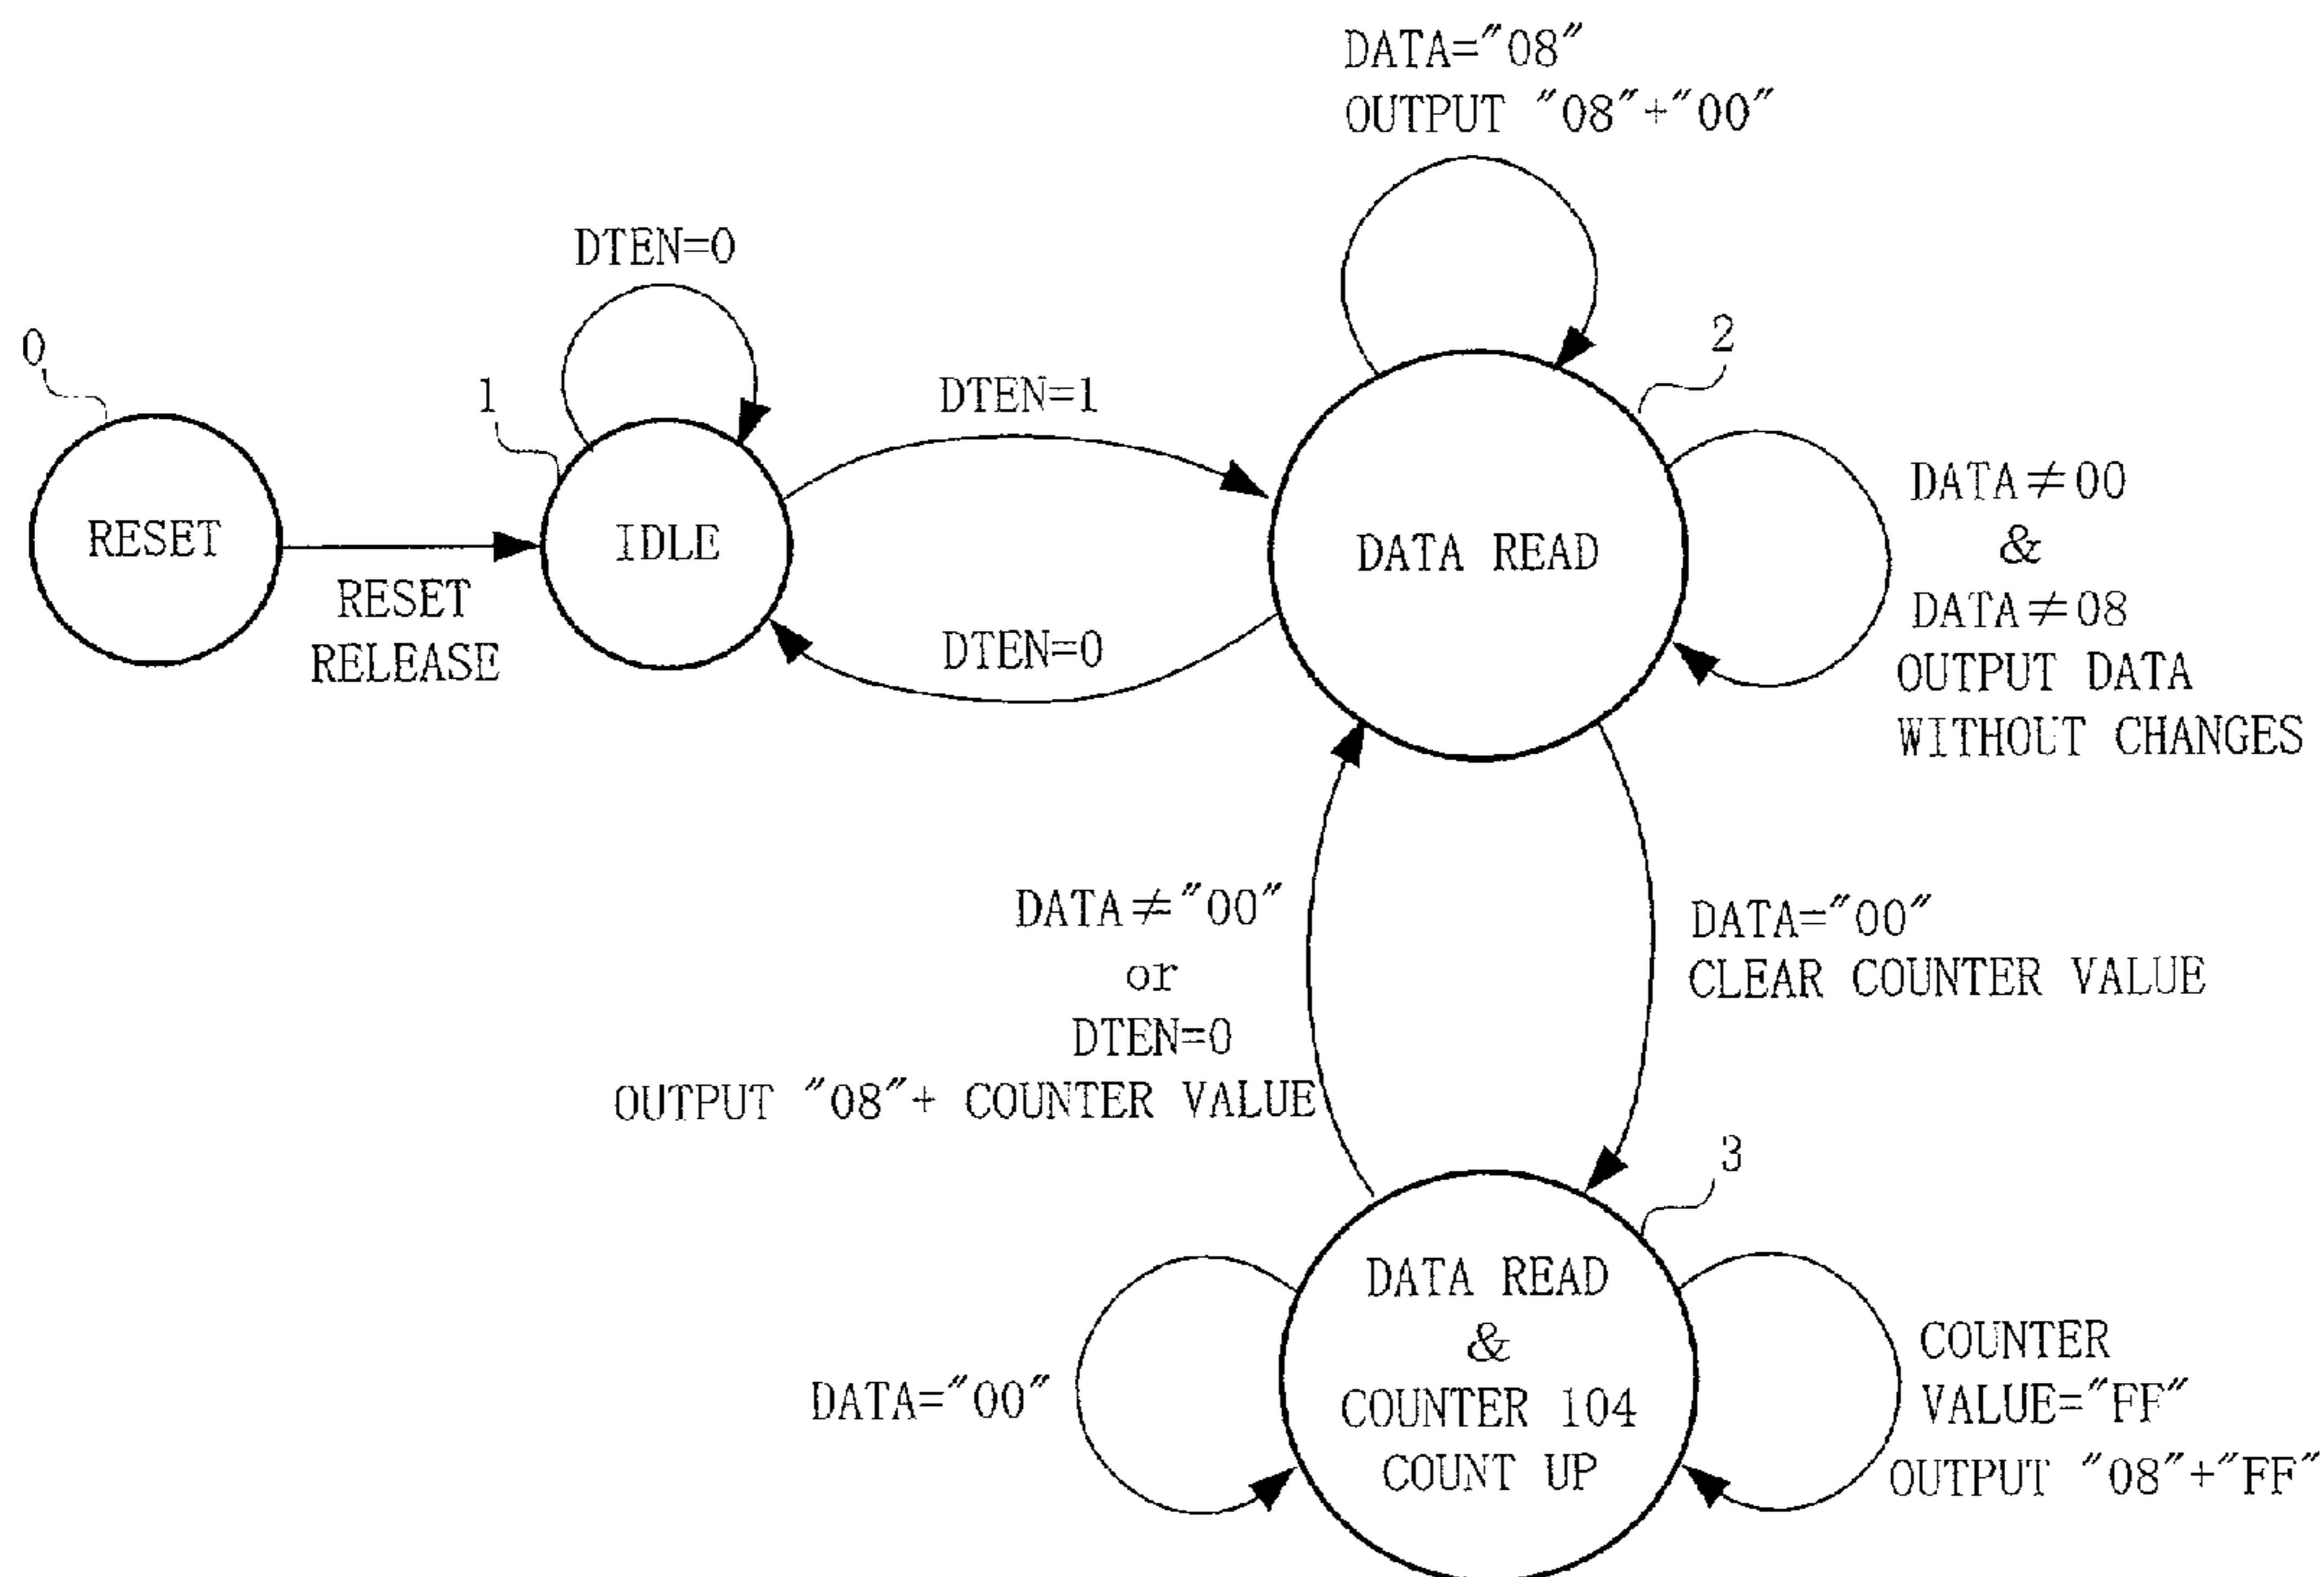 DATA="08"
OUTPUT "08"+"00"
DTEN=0
0
1
2
DTEN=1
RESET
IDLE
DATA READ
DATA≠00
&
DATA≠08
OUTPUT DATA
WITHOUT CHANGES
RESET
RELEASE
DTEN=0
DATA≠"00"
or
DTEN=0
OUTPUT "08"+ COUNTER VALUE
DATA="00"
CLEAR COUNTER VALUE
3
DATA READ
&
COUNTER 104
COUNT UP
DATA="00"
COUNTER
VALUE="FF"
OUTPUT "08"+"FF"